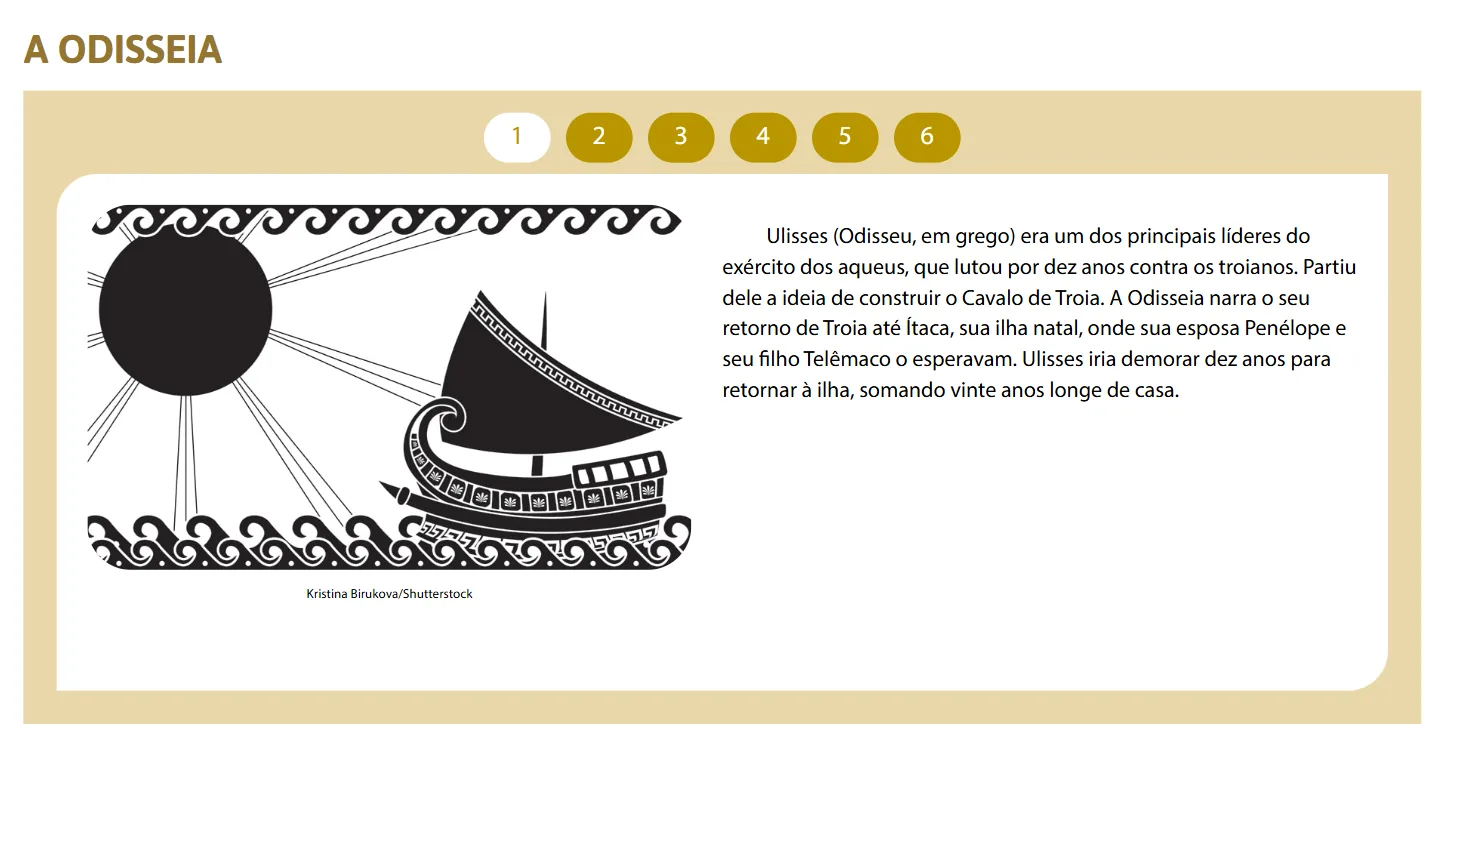 A ODISSEIA
1 2 3 4 5 6
Ulisses (Odisseu, em grego) era um dos principais líderes do
exército dos aqueus, que lutou por dez anos contra os troianos. Partiu
dele a ideia de construir o Cavalo de Troia. A Odisseia narra o seu
retorno de Troia até Ítaca, sua ilha natal, onde sua esposa Penélope e
seu filho Telêmaco o esperavam. Ulisses iria demorar dez anos para
retornar à ilha, somando vinte anos longe de casa.
Kristina Birukova/Shutterstock